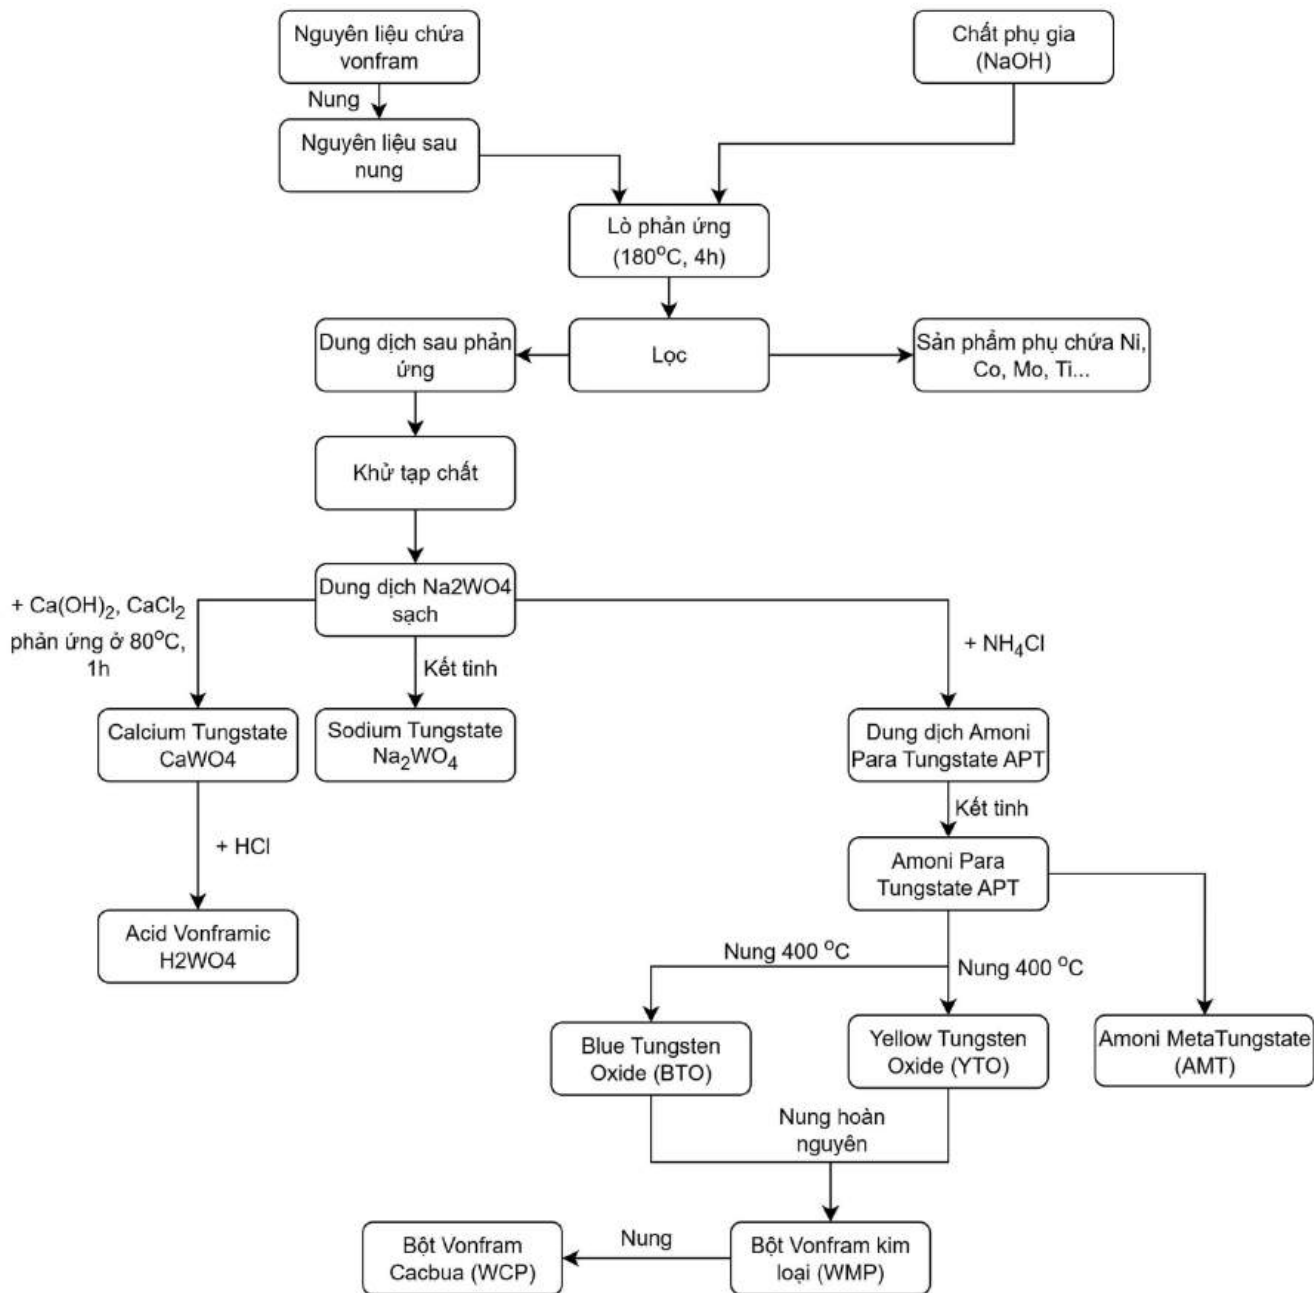 Nguyên liệu chứa
vonfram
Chất phụ gia
(NaOH)
Nung
Nguyên liệu sau
nung
Lò phản ứng
(180°C, 4h)
Dung dịch sau phản
ứng
Lọc
Sản phẩm phụ chứa Ni,
Co, Mo, Ti...
Khử tạp chất
Dung dịch Na2WO4
sạch
+ Ca(OH)₂, CaCl₂
phản ứng ở 80°C,
1h
Kết tinh
+ NH₄Cl
Calcium Tungstate
CaWO4
Sodium Tungstate
Na₂WO₄
Dung dịch Amoni
Para Tungstate APT
Kết tinh
+ HCl
Amoni Para
Tungstate APT
Acid Vonframic
H2WO4
Nung 400 °C
Nung 400 °C
Blue Tungsten
Oxide (BTO)
Yellow Tungsten
Oxide (YTO)
Amoni MetaTungstate
(AMT)
Nung hoàn
nguyên
Bột Vonfram
Cacbua (WCP)
Nung
Bột Vonfram kim
loại (WMP)